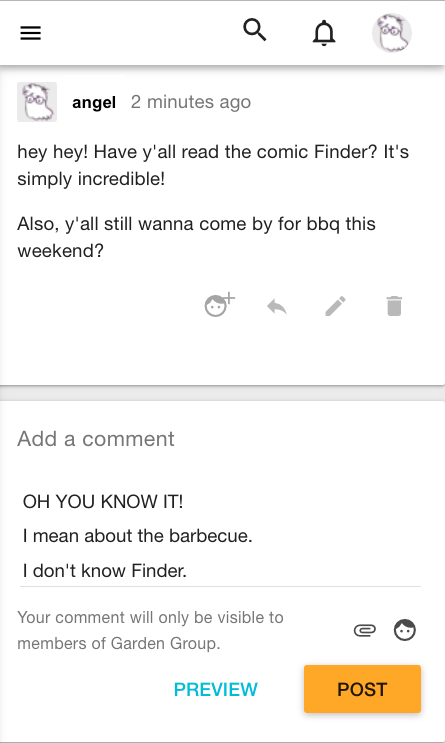 angel 2 minutes ago
hey hey! Have y'all read the comic Finder? It's
simply incredible!
Also, y'all still wanna come by for bbq this
weekend?
Add a comment
OH YOU KNOW IT!
I mean about the barbecue.
I don't know Finder.
Your comment will only be visible to
members of Garden Group.
PREVIEW POST